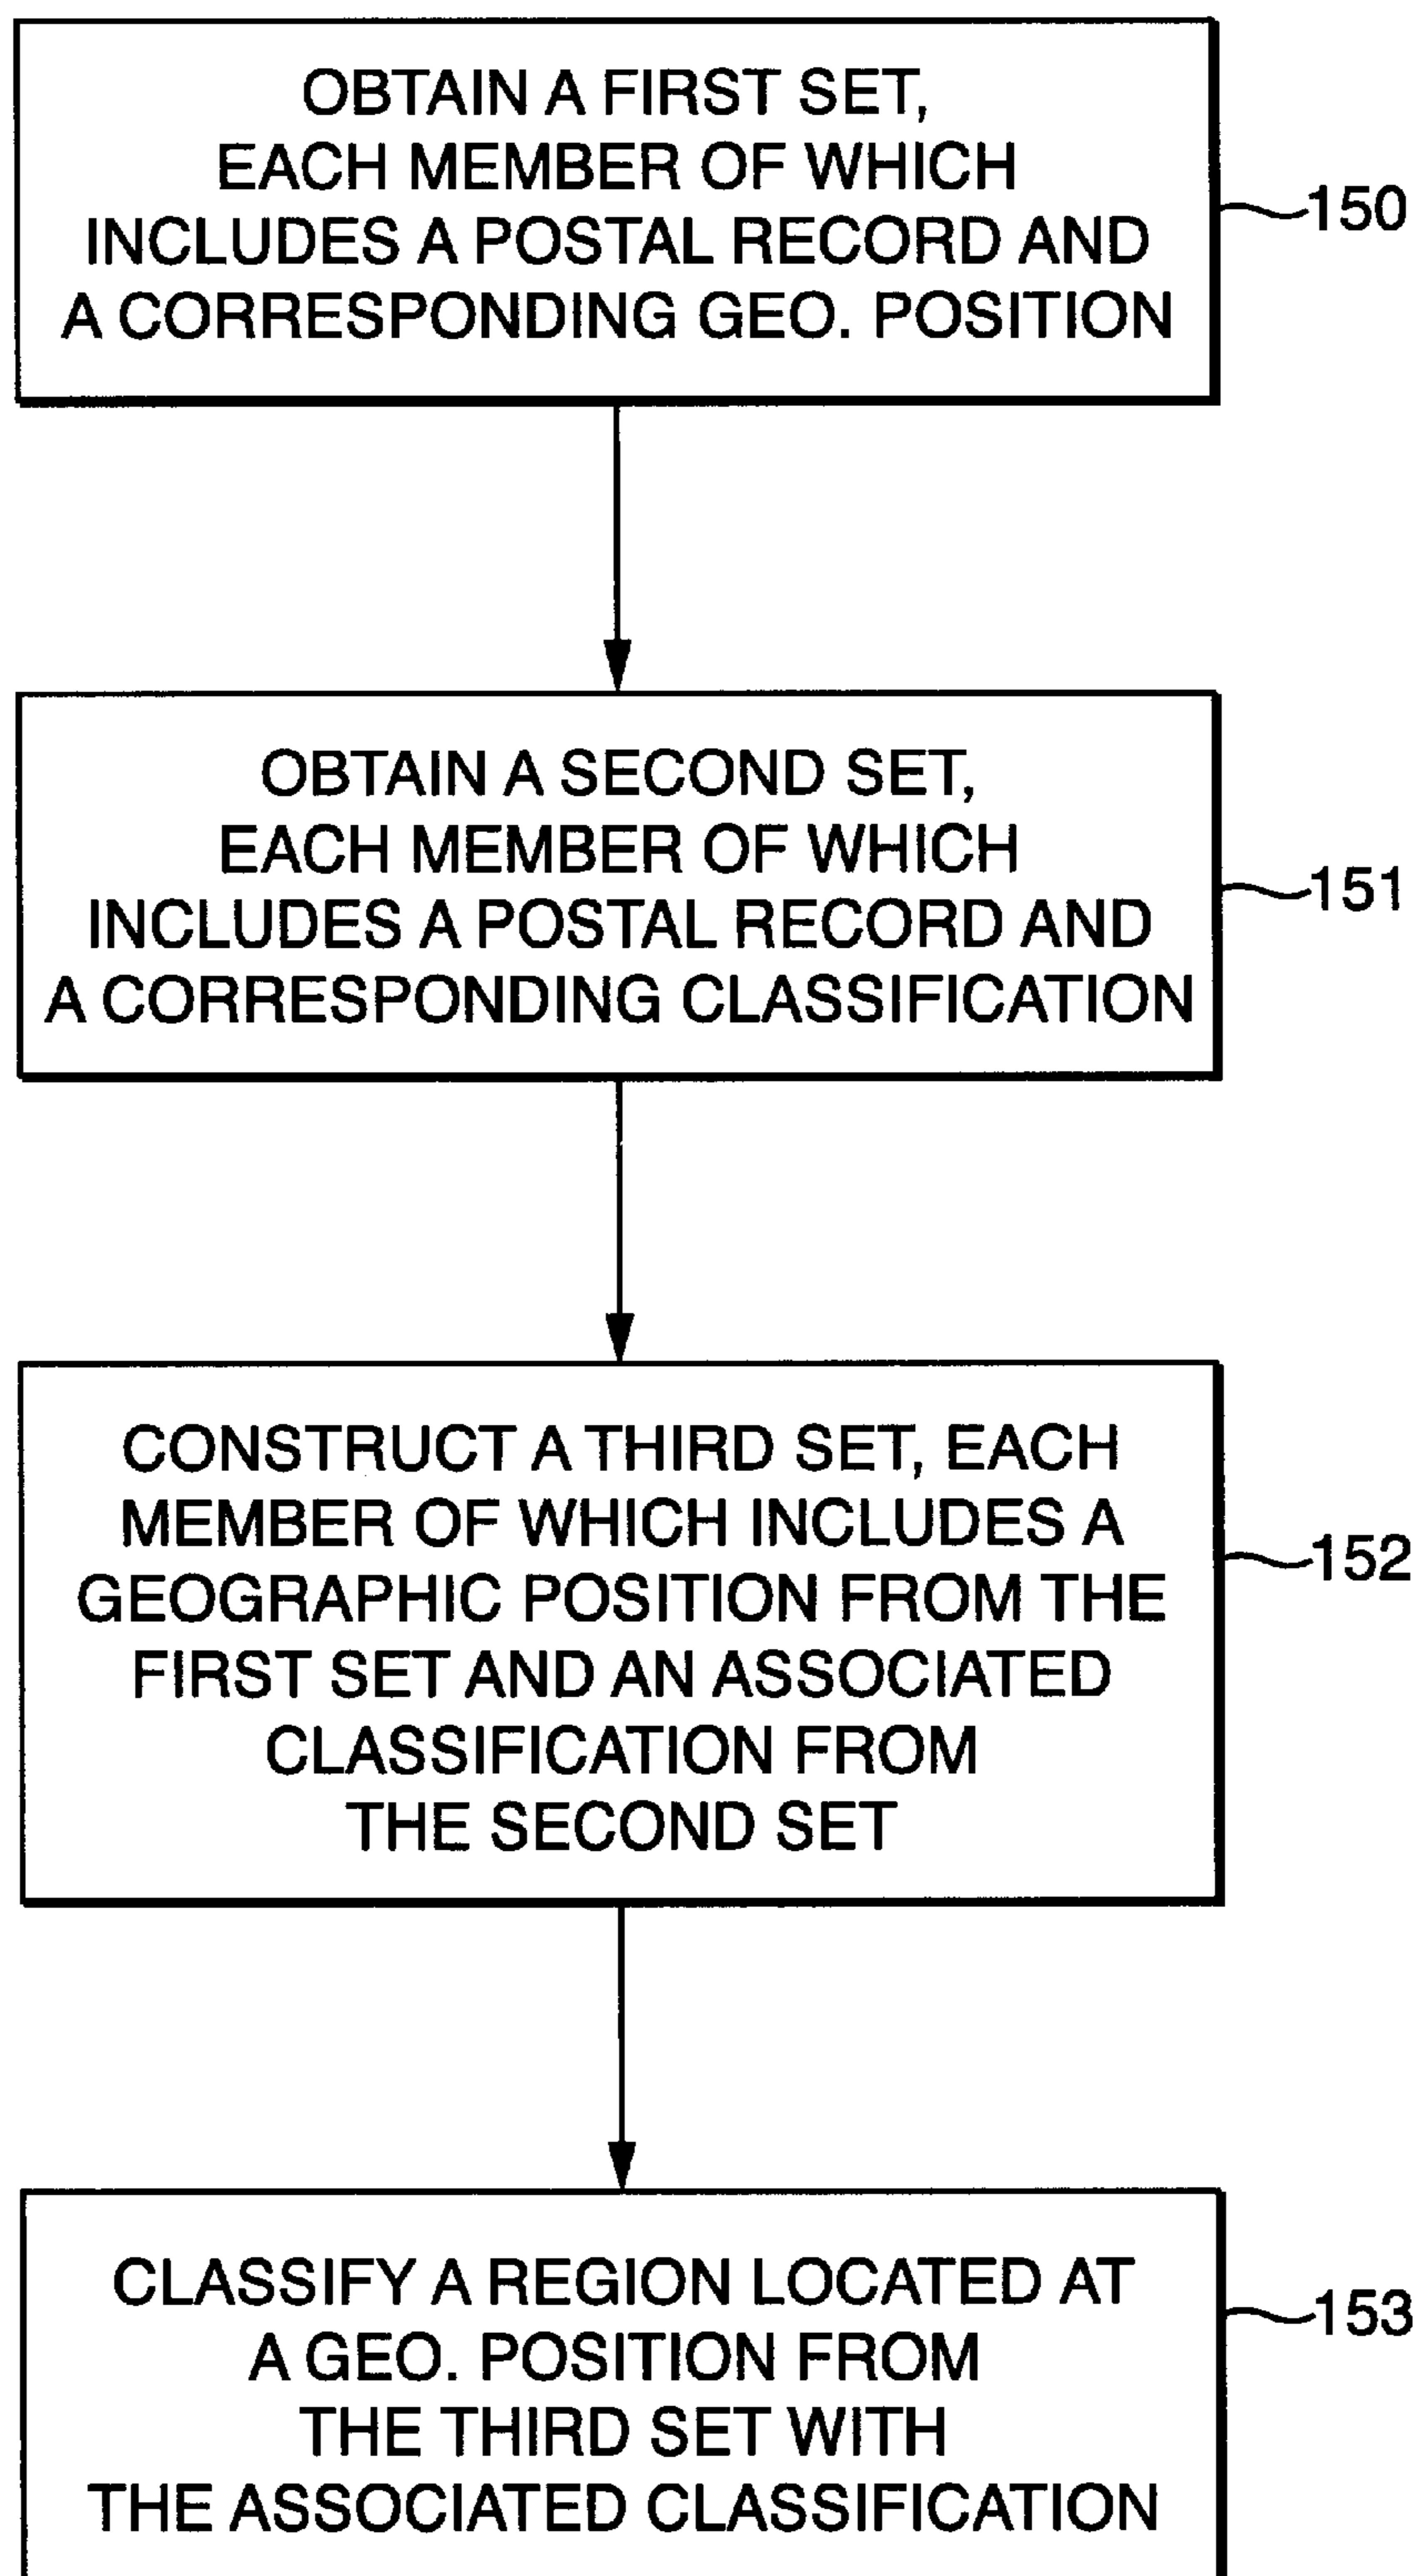 OBTAIN A FIRST SET,
EACH MEMBER OF WHICH
INCLUDES A POSTAL RECORD AND
A CORRESPONDING GEO. POSITION
150
OBTAIN A SECOND SET,
EACH MEMBER OF WHICH
INCLUDES A POSTAL RECORD AND
A CORRESPONDING CLASSIFICATION
151
CONSTRUCT A THIRD SET, EACH
MEMBER OF WHICH INCLUDES A
GEOGRAPHIC POSITION FROM THE
FIRST SET AND AN ASSOCIATED
CLASSIFICATION FROM
THE SECOND SET
152
CLASSIFY A REGION LOCATED AT
A GEO. POSITION FROM
THE THIRD SET WITH
THE ASSOCIATED CLASSIFICATION
153